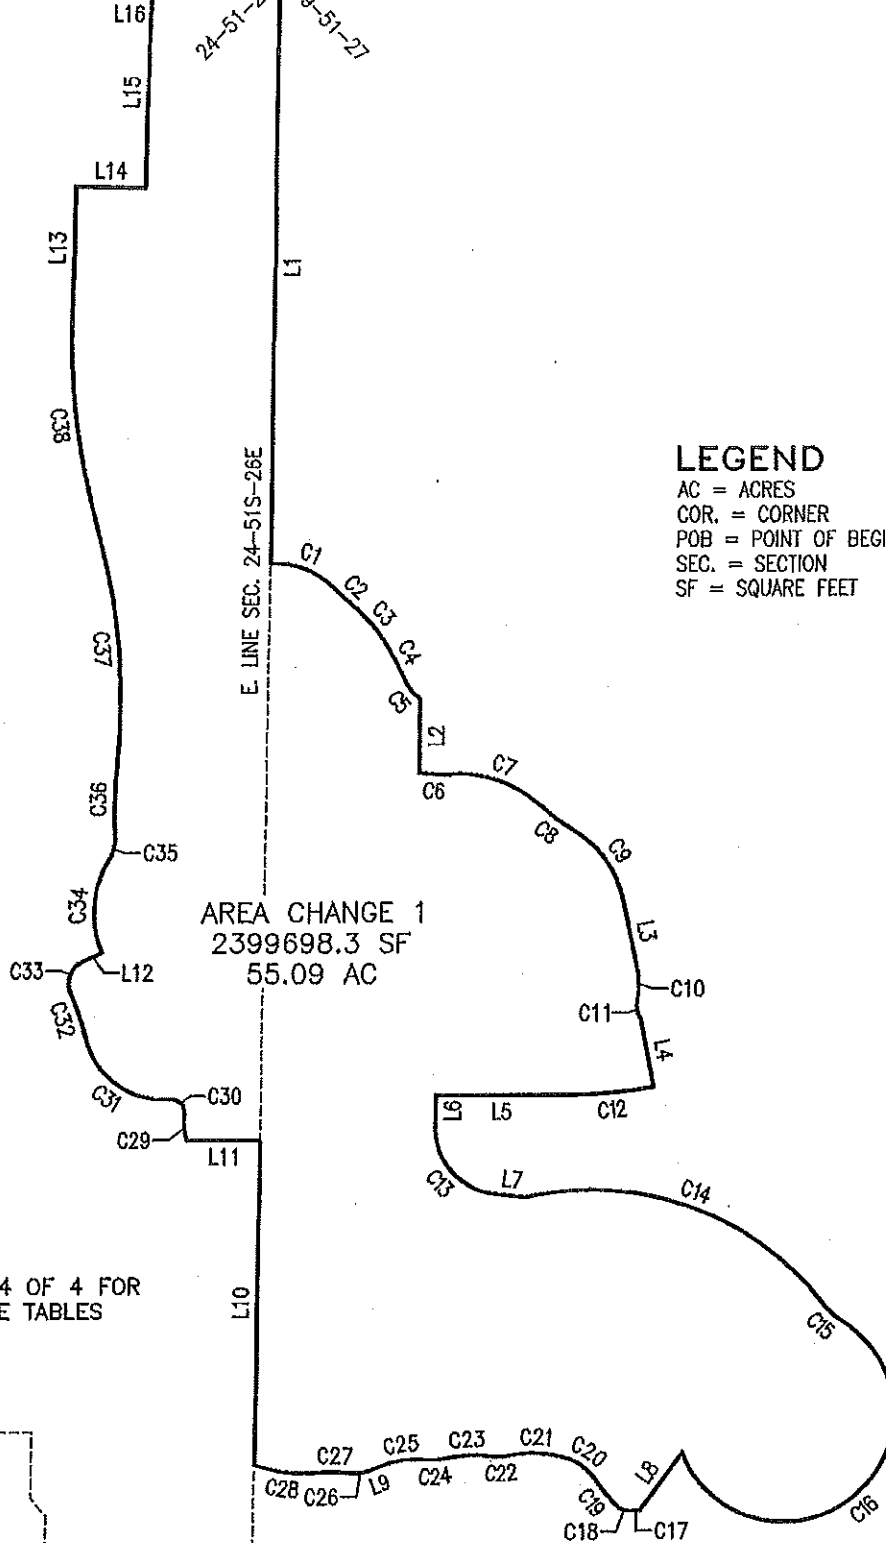 L16
24-51-2
9-51-27
L15
L14
L13
L1
C38
E. LINE SEC. 24-51S-26E
LEGEND
AC = ACRES
COR. = CORNER
POB = POINT OF BEGI
SEC. = SECTION
SF = SQUARE FEET
C1
C2
C3
C4
C5
C37
L2
C6
C7
C36
C8
C9
C35
C34
AREA CHANGE 1
2399698.3 SF
55.09 AC
L3
C33
L12
C10
C11
C32
L4
C31
C30
L6
L5
C12
C29
L11
C13
L7
C14
4 OF 4 FOR
E TABLES
L10
C15
C28
C27
C26
L9
C25
C24
C23
C22
C21
C20
C19
L8
C18
C17
C16